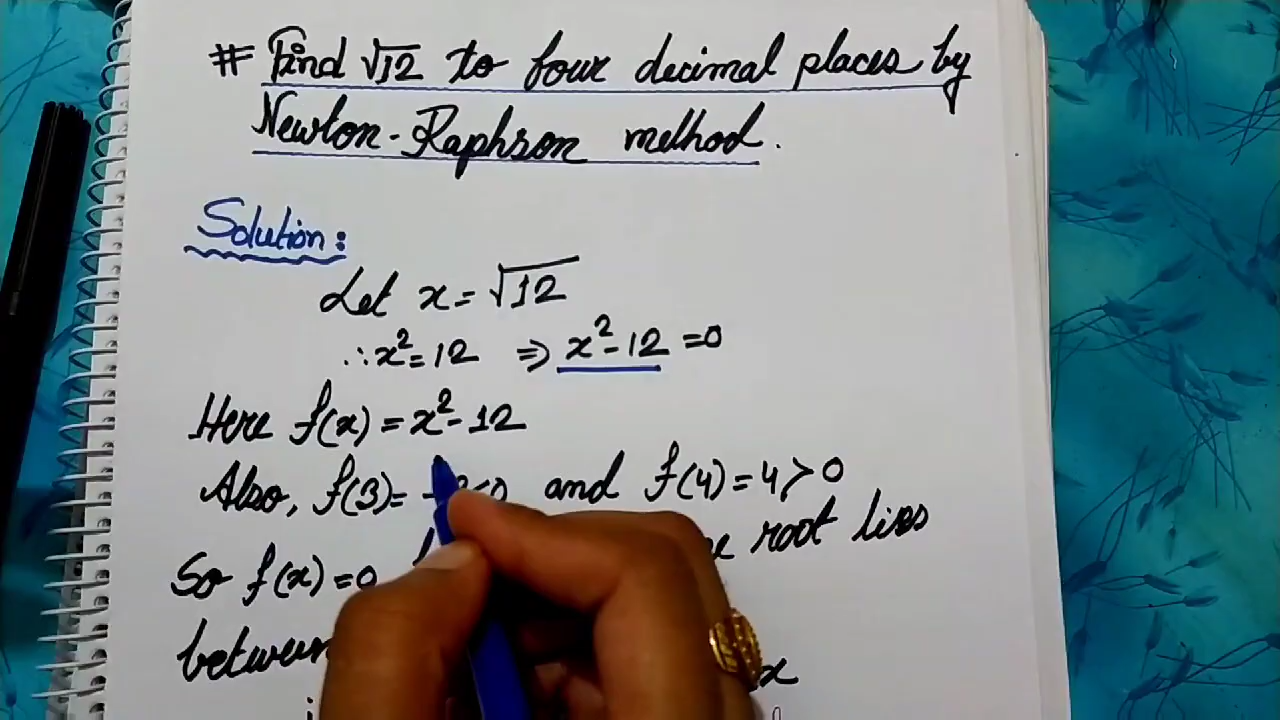 # Find √12 to four decimal places by
Newton-Raphson method.
Solution:
Let x = √12
∴ x² = 12 ⇒ x² - 12 = 0
Here f(x) = x² - 12
Also, f(3) = <0 and f(4) = 4 > 0
So f(x) = 0 root lies
between x